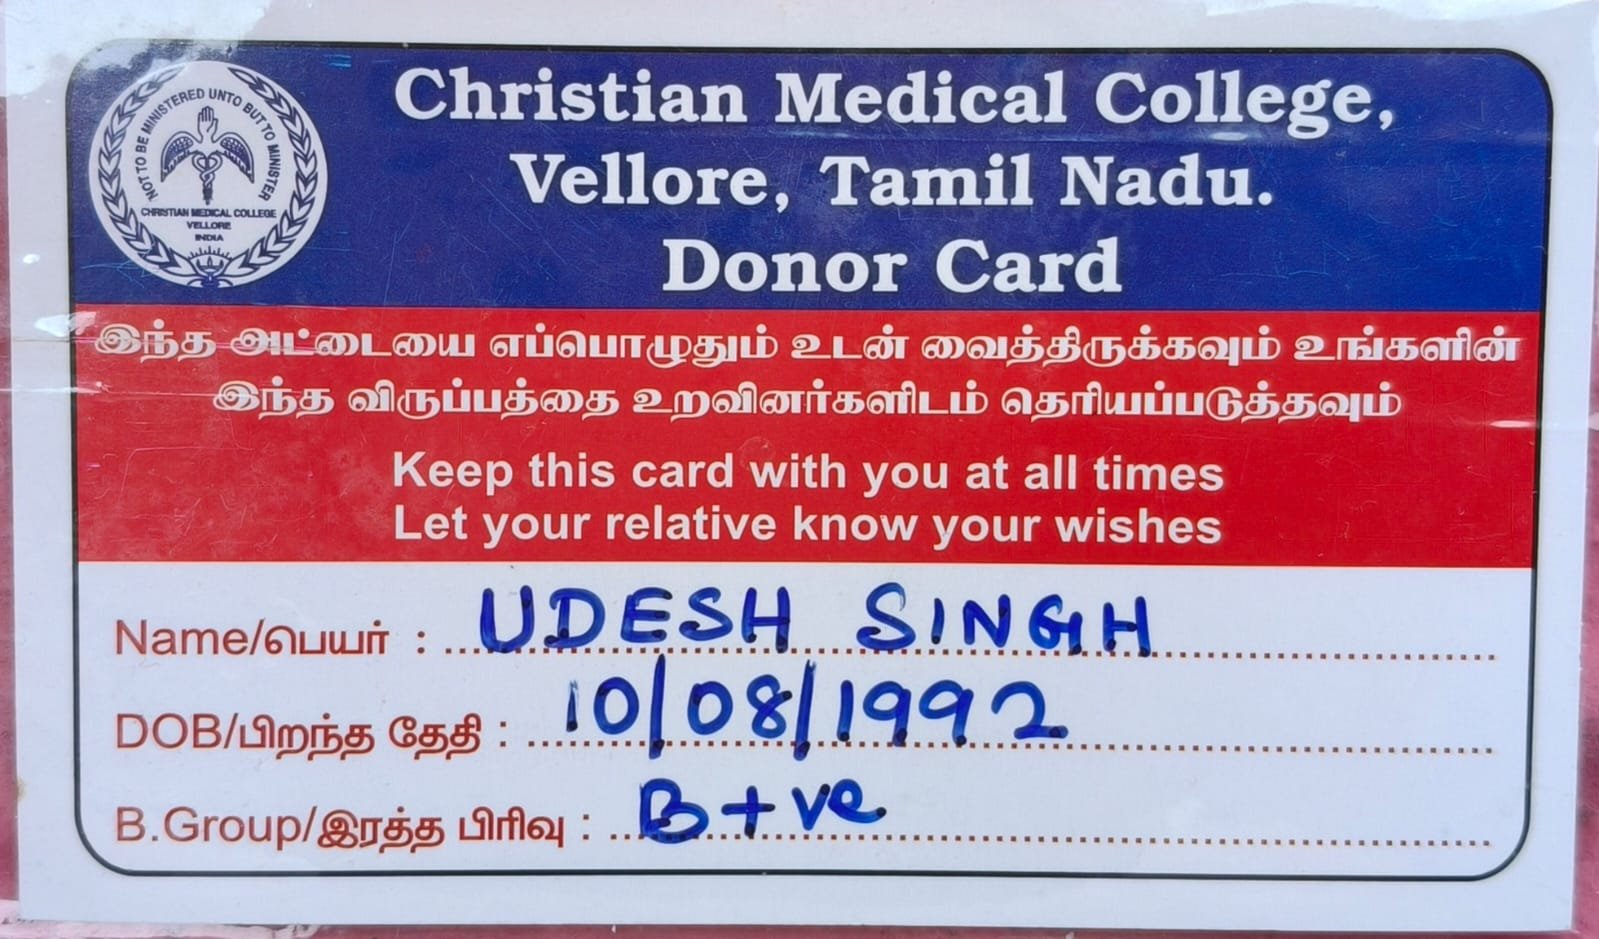 NOT TO BE MINISTERED UNTO BUT TO MINISTER
CHRISTIAN MEDICAL COLLEGE
VELLORE
INDIA
Christian Medical College,
Vellore, Tamil Nadu.
Donor Card
இந்த அட்டையை எப்பொழுதும் உடன் வைத்திருக்கவும் உங்களின்
இந்த விருப்பத்தை உறவினர்களிடம் தெரியப்படுத்தவும்
Keep this card with you at all times
Let your relative know your wishes
Name/பெயர் : UDESH SINGH
DOB/பிறந்த தேதி : 10/08/1992
B.Group/இரத்த பிரிவு : B+ve